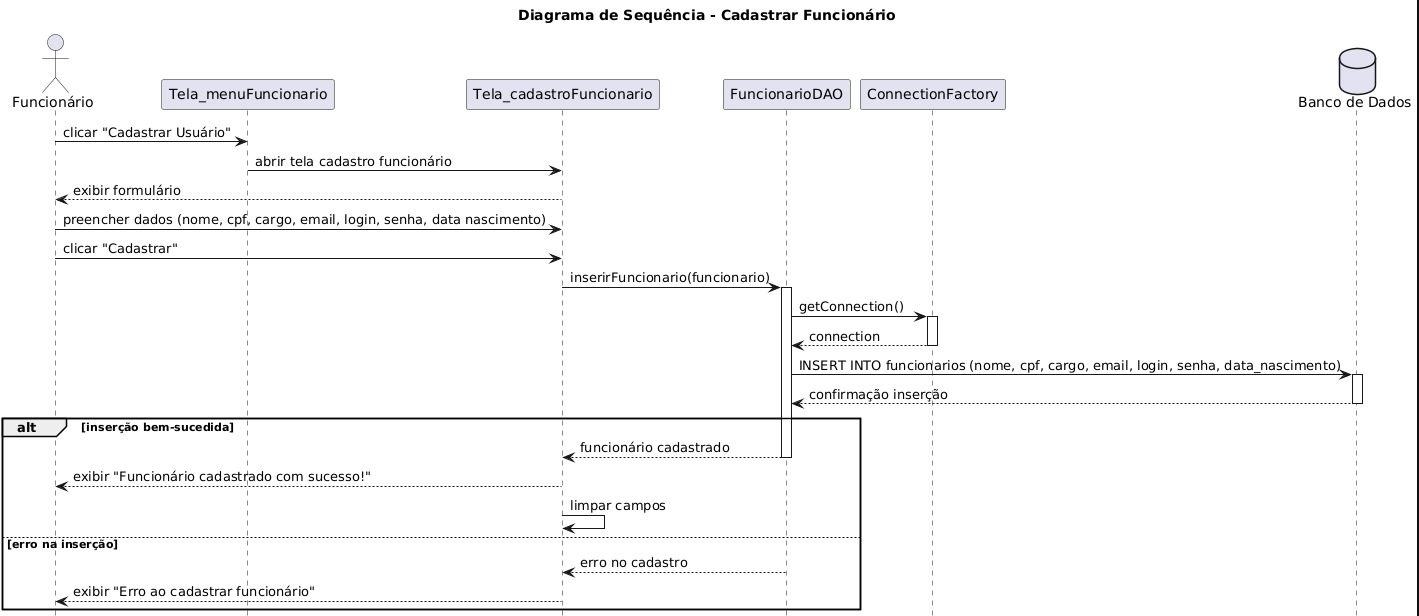 Diagrama de Sequência - Cadastrar Funcionário
Funcionário
Tela_menuFuncionario
Tela_cadastroFuncionario
FuncionarioDAO
ConnectionFactory
Banco de Dados
clicar "Cadastrar Usuário"
abrir tela cadastro funcionário
exibir formulário
preencher dados (nome, cpf, cargo, email, login, senha, data nascimento)
clicar "Cadastrar"
inserirFuncionario(funcionario)
getConnection()
connection
INSERT INTO funcionarios (nome, cpf, cargo, email, login, senha, data_nascimento)
confirmação inserção
alt [inserção bem-sucedida]
funcionário cadastrado
exibir "Funcionário cadastrado com sucesso!"
limpar campos
[erro na inserção]
erro no cadastro
exibir "Erro ao cadastrar funcionário"